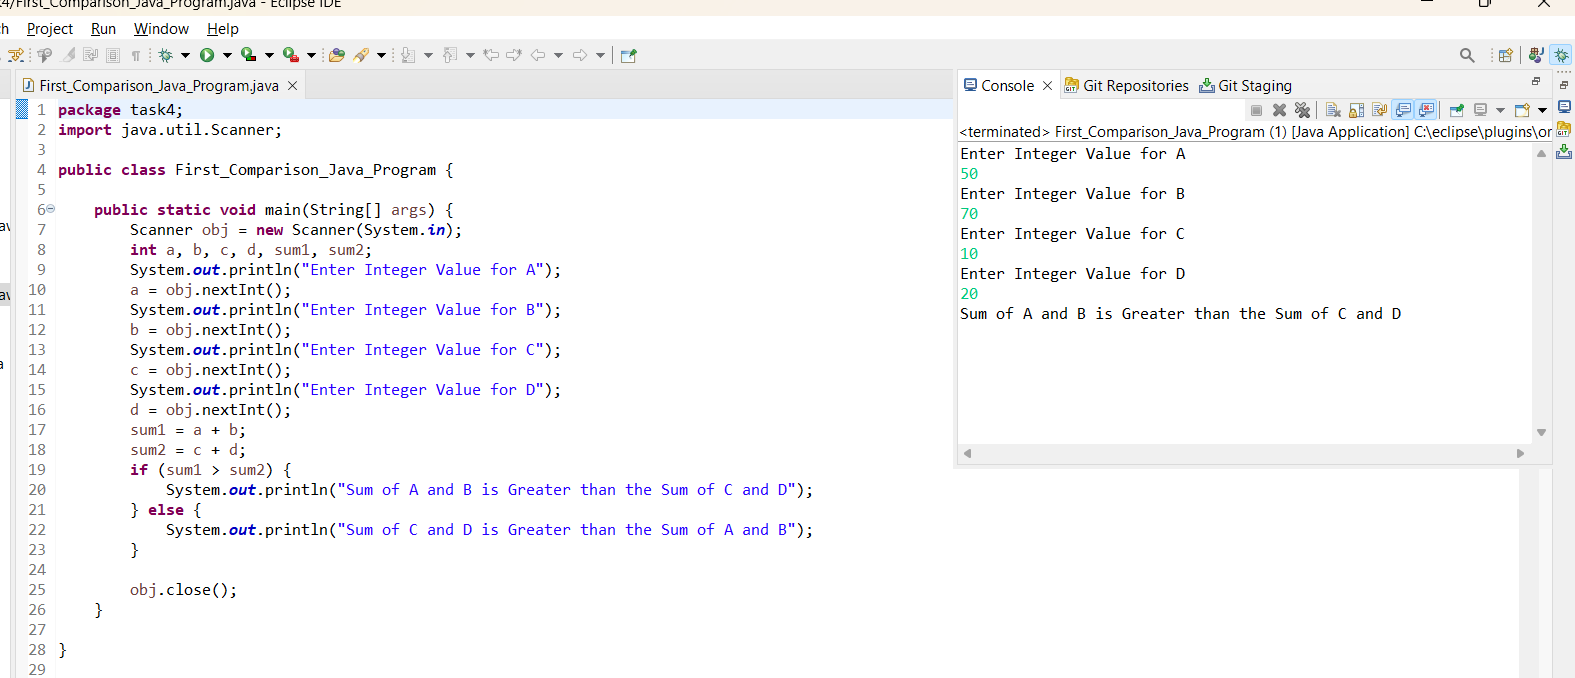 4/First_Comparison_Java_Program.java - Eclipse IDE
Project Run Window Help
First_Comparison_Java_Program.java
1 package task4;
2 import java.util.Scanner;
3
4 public class First_Comparison_Java_Program {
5
6 public static void main(String[] args) {
7 Scanner obj = new Scanner(System.in);
8 int a, b, c, d, sum1, sum2;
9 System.out.println("Enter Integer Value for A");
10 a = obj.nextInt();
11 System.out.println("Enter Integer Value for B");
12 b = obj.nextInt();
13 System.out.println("Enter Integer Value for C");
14 c = obj.nextInt();
15 System.out.println("Enter Integer Value for D");
16 d = obj.nextInt();
17 sum1 = a + b;
18 sum2 = c + d;
19 if (sum1 > sum2) {
20 System.out.println("Sum of A and B is Greater than the Sum of C and D");
21 } else {
22 System.out.println("Sum of C and D is Greater than the Sum of A and B");
23 }
24
25 obj.close();
26 }
27
28 }
29
Console Git Repositories Git Staging
<terminated> First_Comparison_Java_Program (1) [Java Application] C:\eclipse\plugins\or
Enter Integer Value for A
50
Enter Integer Value for B
70
Enter Integer Value for C
10
Enter Integer Value for D
20
Sum of A and B is Greater than the Sum of C and D